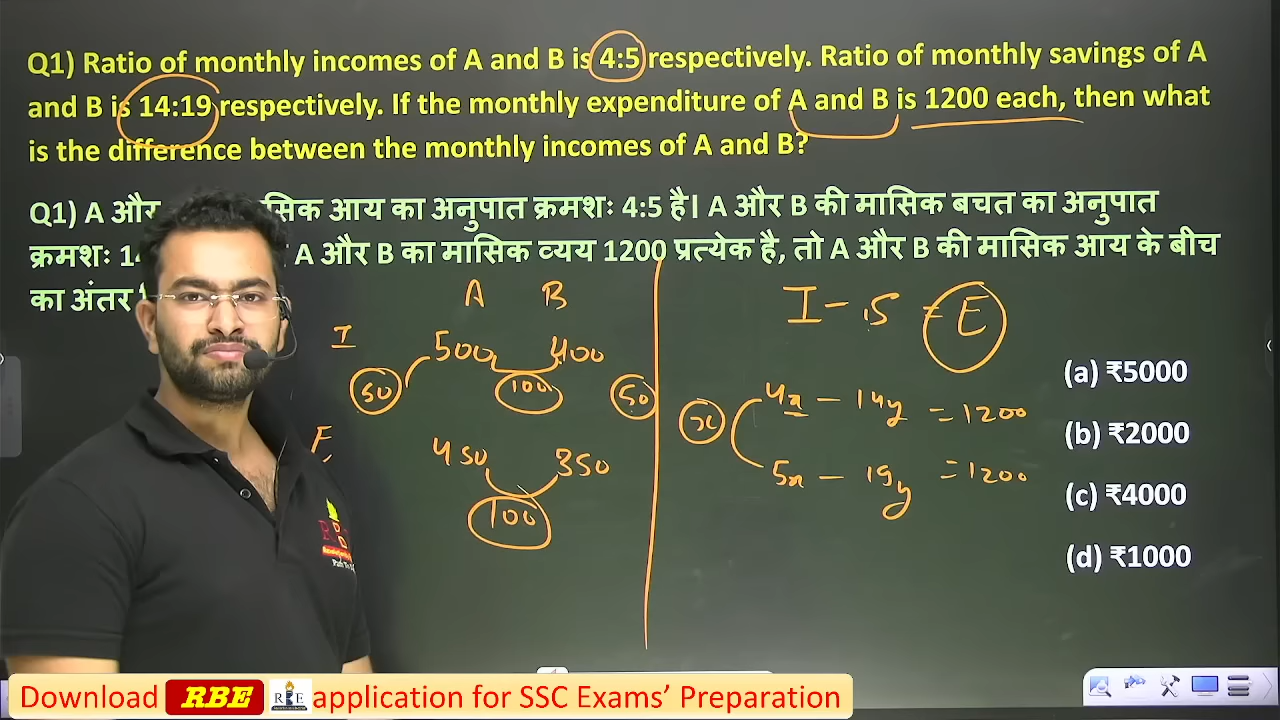 Q1) Ratio of monthly incomes of A and B is 4:5 respectively. Ratio of monthly savings of A
and B is 14:19 respectively. If the monthly expenditure of A and B is 1200 each, then what
is the difference between the monthly incomes of A and B?
Q1) A और मासिक आय का अनुपात क्रमशः 4:5 है। A और B की मासिक बचत का अनुपात
क्रमशः A और B का मासिक व्यय 1200 प्रत्येक है, तो A और B की मासिक आय के बीच
का अंतर
A B
I 500 400
50 100 50
E 450 350
100
I - S = E
x 4x - 14y = 1200
5x - 19y = 1200
(a) ₹5000
(b) ₹2000
(c) ₹4000
(d) ₹1000
Download RBE RBE application for SSC Exams' Preparation